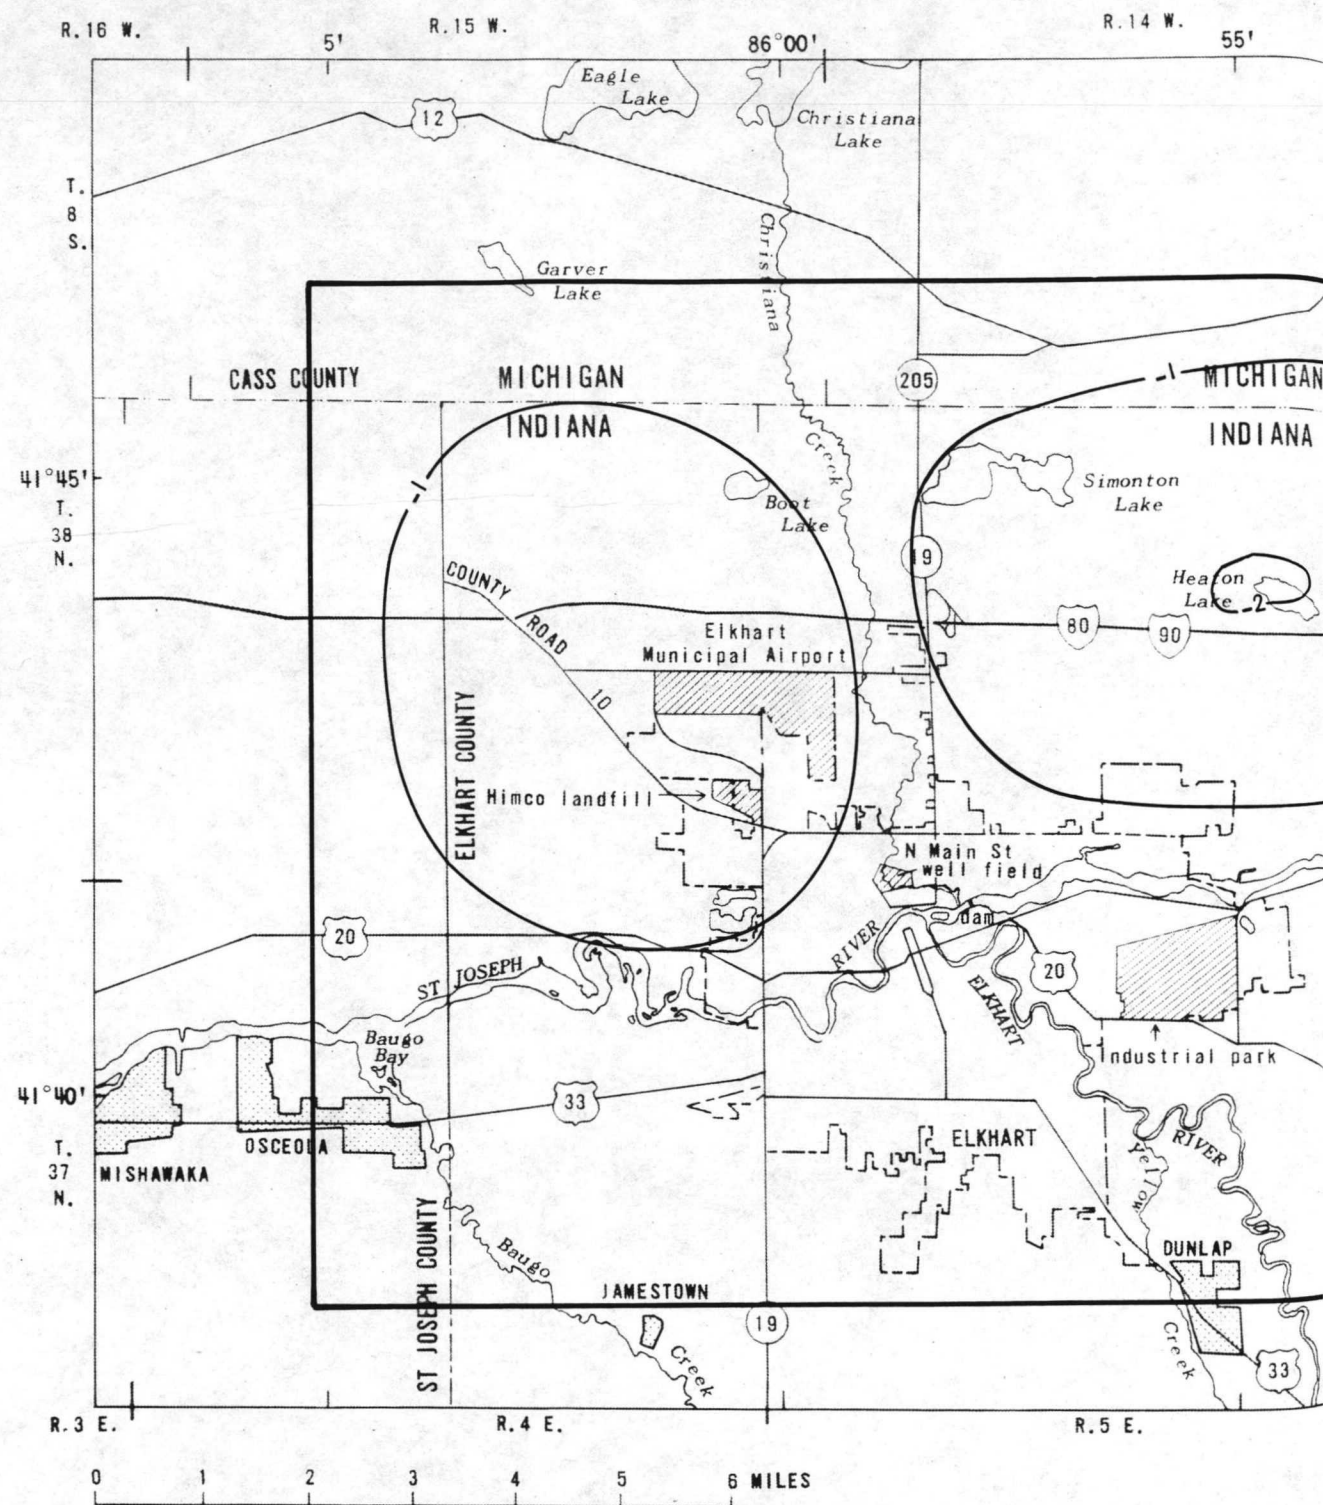 R.16 W.
5'
R.15 W.
86°00'
R.14 W.
55'
Eagle
Lake
12
Christiana
Lake
T.
8
S.
Christiana
Garver
Lake
CASS COUNTY
MICHIGAN
205
-1
MICHIGAN
INDIANA
INDIANA
Creek
41°45'
T.
38
N.
-1
Boot
Lake
Simonton
Lake
19
Heaton
Lake
-2
COUNTY
ROAD
10
80
90
Elkhart
Municipal Airport
ELKHART COUNTY
Himco landfill
N Main St
well field
dam
20
ST JOSEPH
RIVER
20
ELKHART
Baugo
Bay
Industrial park
41°40'
33
T.
37
N.
MISHAWAKA
OSCEOLA
ELKHART
RIVER
Yellow
ST JOSEPH COUNTY
Baugo
DUNLAP
JAMESTOWN
19
Creek
Creek
33
R.3 E.
R.4 E.
R.5 E.
0 1 2 3 4 5 6 MILES